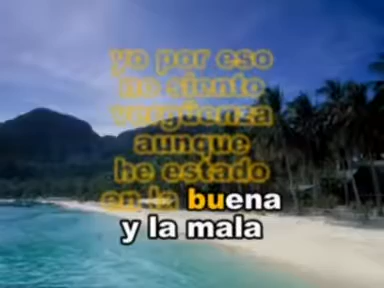 yo por eso
no siento
vergüenza
aunque
he estado
en la buena
y la mala